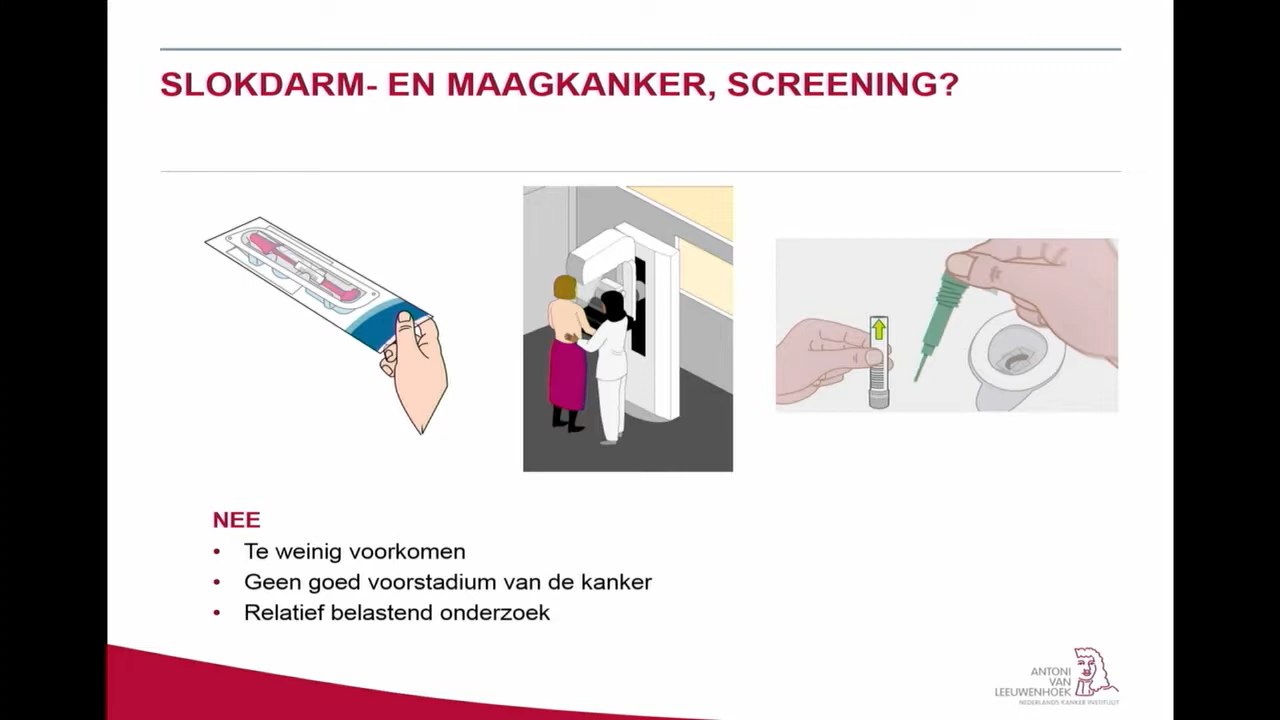 SLOKDARM- EN MAAGKANKER, SCREENING?
NEE
• Te weinig voorkomen
• Geen goed voorstadium van de kanker
• Relatief belastend onderzoek
ANTONI
VAN
LEEUWENHOEK
NEDERLANDS KANKER INSTITUUT